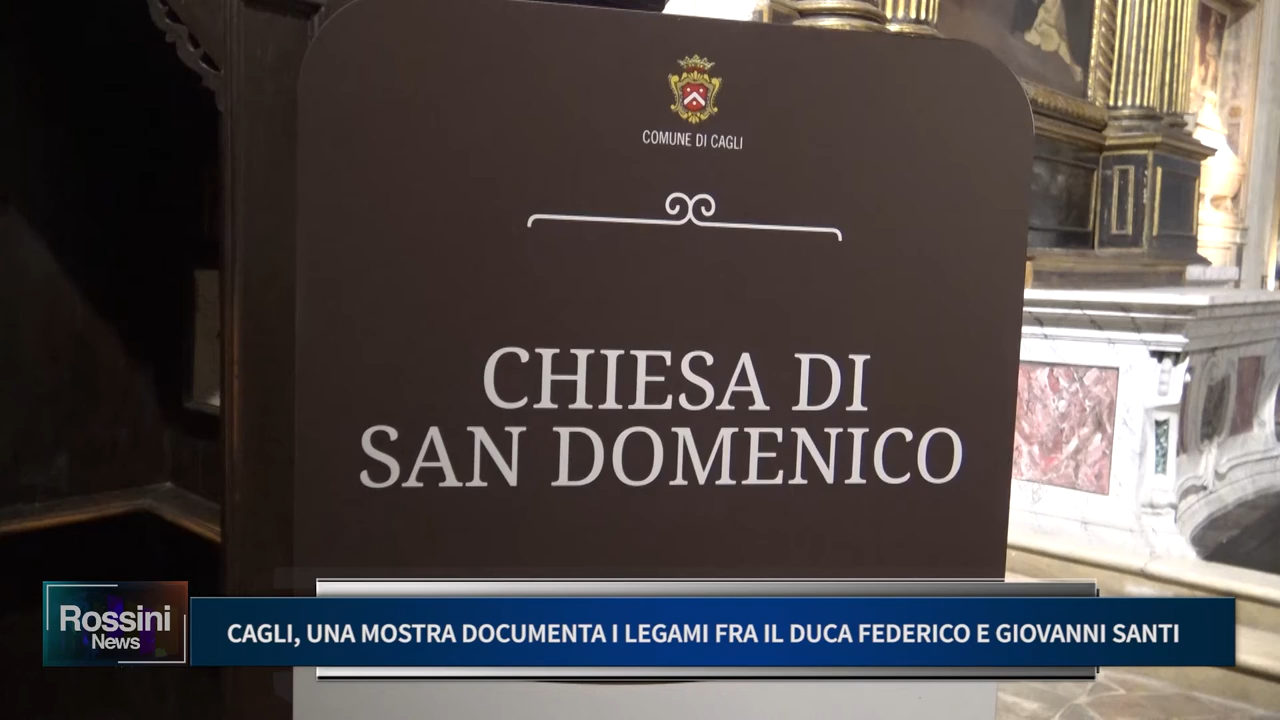 COMUNE DI CAGLI
CHIESA DI
SAN DOMENICO
Rossini
News
CAGLI, UNA MOSTRA DOCUMENTA I LEGAMI FRA IL DUCA FEDERICO E GIOVANNI SANTI